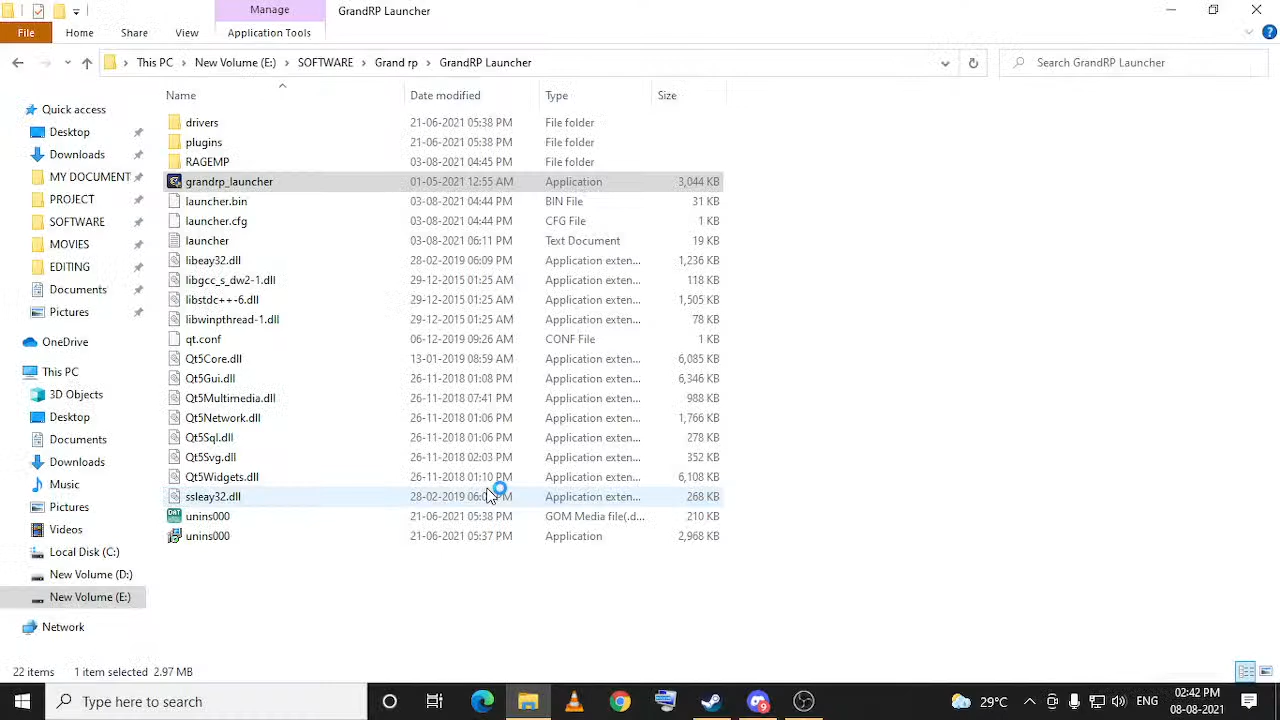 Manage
GrandRP Launcher
File
Home
Share
View
Application Tools
This PC
New Volume (E:)
SOFTWARE
Grand rp
GrandRP Launcher
Search GrandRP Launcher
Name
Date modified
Type
Size
Quick access
Desktop
Downloads
MY DOCUMENT
PROJECT
SOFTWARE
MOVIES
EDITING
Documents
Pictures
OneDrive
This PC
3D Objects
Desktop
Documents
Downloads
Music
Pictures
Videos
Local Disk (C:)
New Volume (D:)
New Volume (E:)
Network
drivers 21-06-2021 05:38 PM File folder
plugins 21-06-2021 05:38 PM File folder
RAGEMP 03-08-2021 04:45 PM File folder
grandrp_launcher 01-05-2021 12:55 AM Application 3,044 KB
launcher.bin 03-08-2021 04:44 PM BIN File 31 KB
launcher.cfg 03-08-2021 04:44 PM CFG File 1 KB
launcher 03-08-2021 06:11 PM Text Document 19 KB
libeay32.dll 28-02-2019 06:09 PM Application exten... 1,236 KB
libgcc_s_dw2-1.dll 29-12-2015 01:25 AM Application exten... 118 KB
libstdc++-6.dll 29-12-2015 01:25 AM Application exten... 1,505 KB
libwinpthread-1.dll 29-12-2015 01:25 AM Application exten... 78 KB
qt.conf 06-12-2019 09:26 AM CONF File 1 KB
Qt5Core.dll 13-01-2019 08:59 AM Application exten... 6,085 KB
Qt5Gui.dll 26-11-2018 01:08 PM Application exten... 6,346 KB
Qt5Multimedia.dll 26-11-2018 07:41 PM Application exten... 988 KB
Qt5Network.dll 26-11-2018 01:06 PM Application exten... 1,766 KB
Qt5Sql.dll 26-11-2018 01:06 PM Application exten... 278 KB
Qt5Svg.dll 26-11-2018 02:03 PM Application exten... 352 KB
Qt5Widgets.dll 26-11-2018 01:10 PM Application exten... 6,108 KB
ssleay32.dll 28-02-2019 PM Application exten... 268 KB
unins000 21-06-2021 05:38 PM GOM Media file(.d... 210 KB
unins000 21-06-2021 05:37 PM Application 2,968 KB
22 items 1 item selected 2.97 MB
Type here to search
29°C
ENG
02:42 PM
08-08-2021